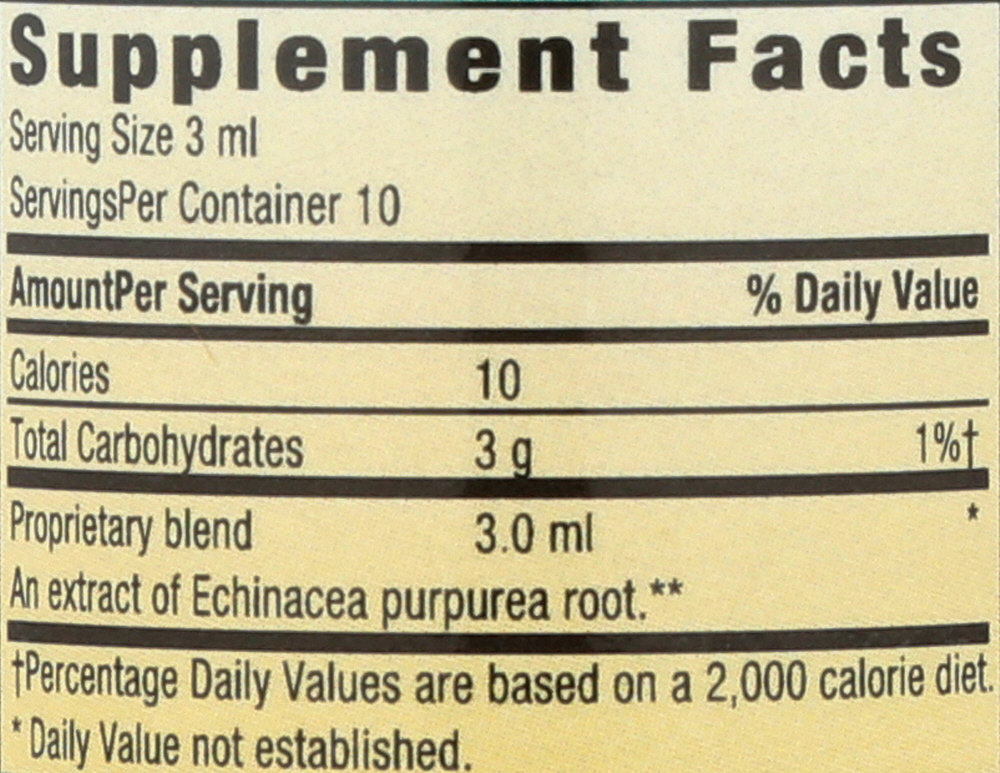 Supplement Facts
Serving Size 3 ml
ServingsPer Container 10
AmountPer Serving % Daily Value
Calories 10
Total Carbohydrates 3 g 1%†
Proprietary blend 3.0 ml *
An extract of Echinacea purpurea root.**
†Percentage Daily Values are based on a 2,000 calorie diet.
* Daily Value not established.